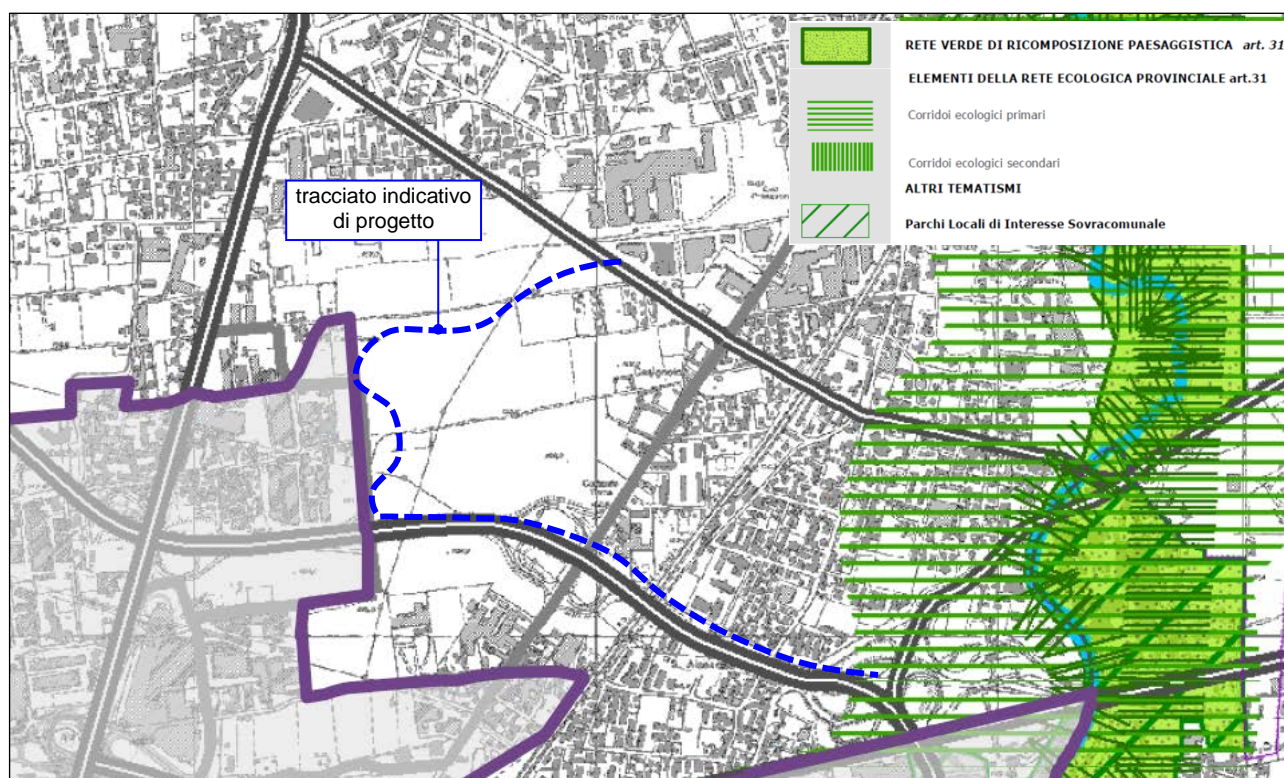 RETE VERDE DI RICOMPOSIZIONE PAESAGGISTICA art. 31
ELEMENTI DELLA RETE ECOLOGICA PROVINCIALE art.31
Corridoi ecologici primari
Corridoi ecologici secondari
ALTRI TEMATISMI
Parchi Locali di Interesse Sovracomunale
tracciato indicativo
di progetto